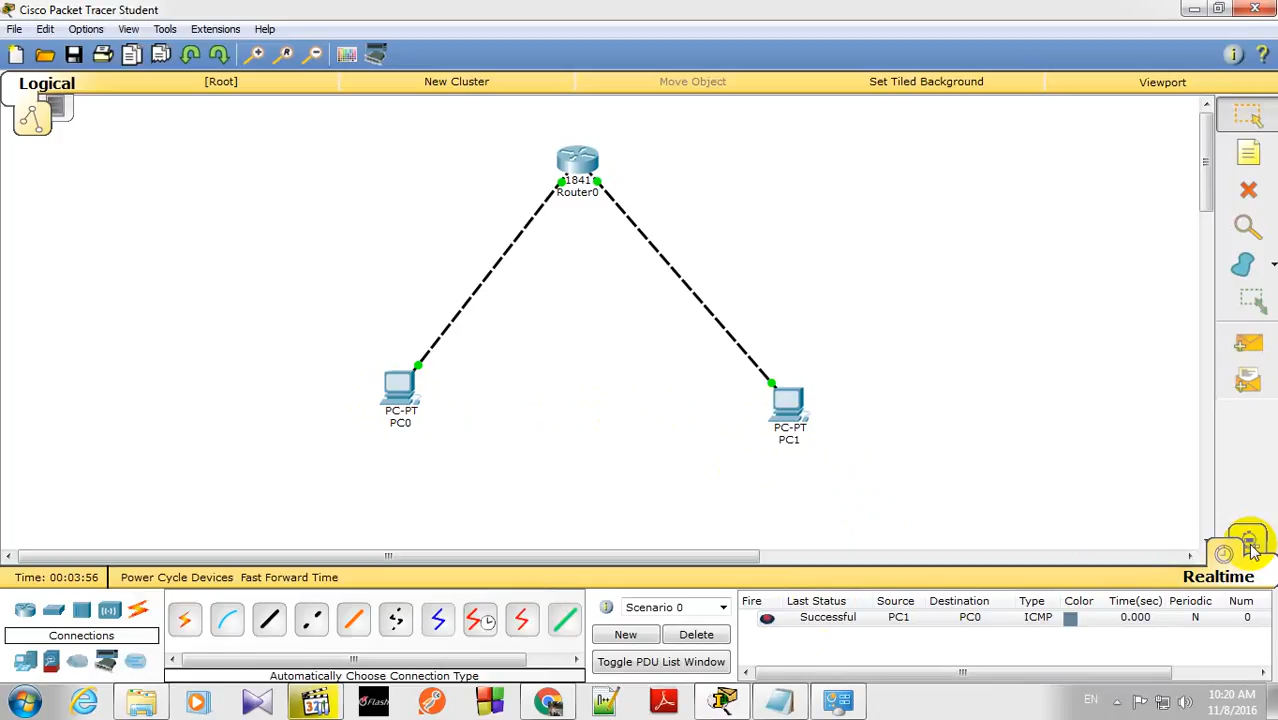 Cisco Packet Tracer Student
File Edit Options View Tools Extensions Help
Logical [Root] New Cluster Move Object Set Tiled Background Viewport
1841
Router0
PC-PT
PC0
PC-PT
PC1
Time: 00:03:56 Power Cycle Devices Fast Forward Time Realtime
Connections
Automatically Choose Connection Type
Scenario 0
New Delete
Toggle PDU List Window
Fire Last Status Source Destination Type Color Time(sec) Periodic Num
Successful PC1 PC0 ICMP 0.000 N 0
EN 10:20 AM
11/8/2016